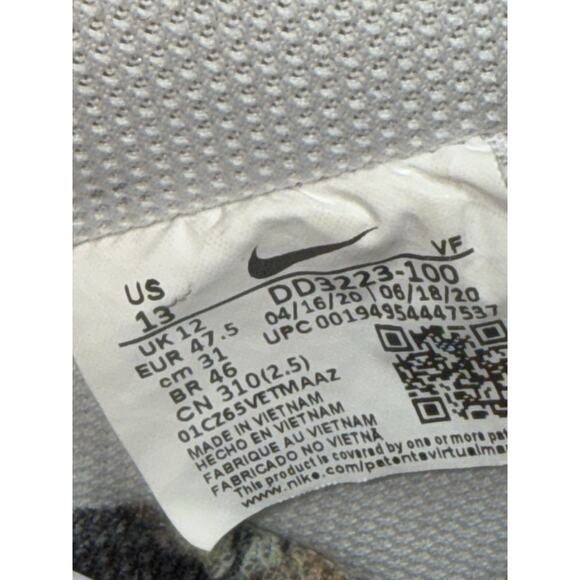 US
13
UK 12
EUR 47.5
cm 31
BR 46
CN 310(2.5)
01CZ65VETMAAZ
VF
DD3223-100
04/16/20 | 06/18/20
UPC 00194954447537
MADE IN VIETNAM
HECHO EN VIETNAM
FABRIQUE AU VIETNAM
FABRICADO NO VIETNÃ
This product is covered by one or more pat
www.nike.com/patentsvirtualmar